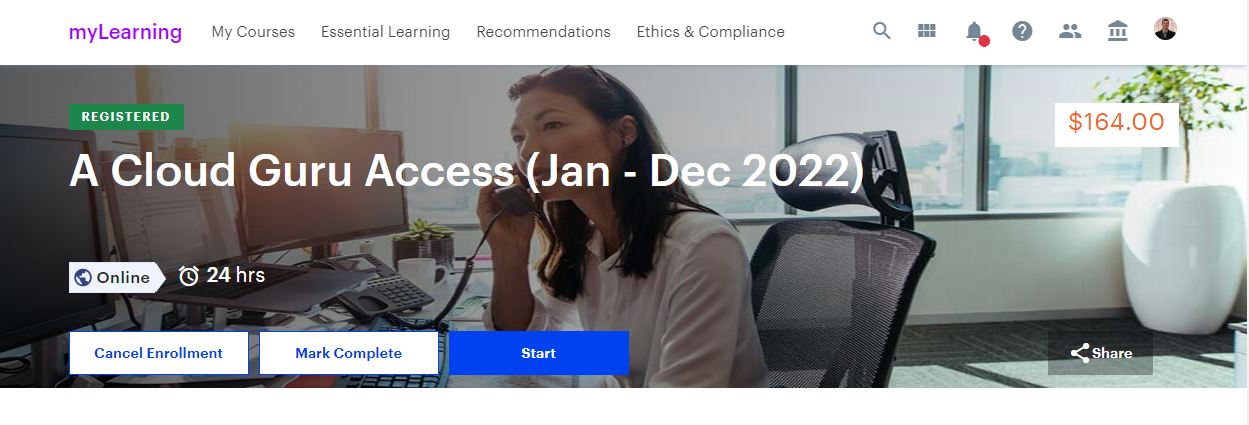 myLearning My Courses Essential Learning Recommendations Ethics & Compliance
REGISTERED
$164.00
A Cloud Guru Access (Jan - Dec 2022)
Online 24 hrs
Cancel Enrollment Mark Complete Start Share